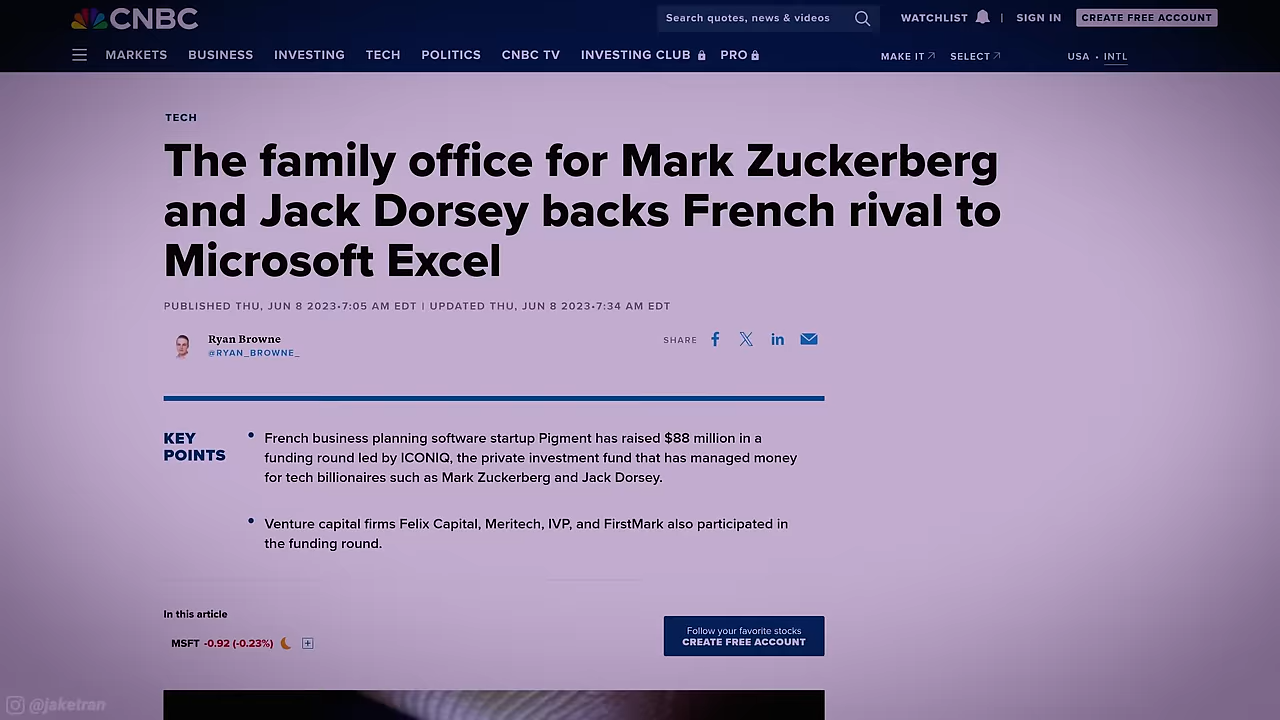 CNBC
Search quotes, news & videos
WATCHLIST | SIGN IN CREATE FREE ACCOUNT
MARKETS BUSINESS INVESTING TECH POLITICS CNBC TV INVESTING CLUB PRO MAKE IT SELECT USA • INTL
TECH
The family office for Mark Zuckerberg
and Jack Dorsey backs French rival to
Microsoft Excel
PUBLISHED THU, JUN 8 2023•7:05 AM EDT | UPDATED THU, JUN 8 2023•7:34 AM EDT
Ryan Browne
@RYAN_BROWNE_
SHARE
KEY
POINTS
• French business planning software startup Pigment has raised $88 million in a
funding round led by ICONIQ, the private investment fund that has managed money
for tech billionaires such as Mark Zuckerberg and Jack Dorsey.
• Venture capital firms Felix Capital, Meritech, IVP, and FirstMark also participated in
the funding round.
In this article
MSFT -0.92 (-0.23%)
Follow your favorite stocks
CREATE FREE ACCOUNT
@jaketran